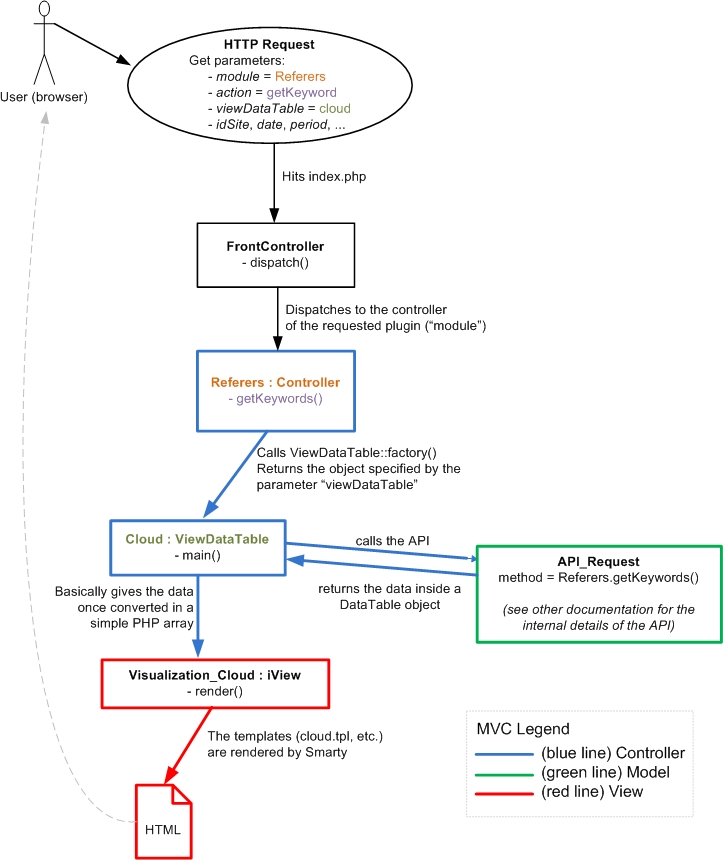 HTTP Request
Get parameters:
- module = Referers
- action = getKeyword
- viewDataTable = cloud
- idSite, date, period, ...
User (browser)
Hits index.php
FrontController
- dispatch()
Dispatches to the controller
of the requested plugin (“module”)
Referers : Controller
- getKeywords()
Calls ViewDataTable::factory()
Returns the object specified by the
parameter “viewDataTable”
Cloud : ViewDataTable
- main()
calls the API
returns the data inside a
DataTable object
API_Request
method = Referers.getKeywords()
(see other documentation for the
internal details of the API)
Basically gives the data
once converted in a
simple PHP array
Visualization_Cloud : iView
- render()
The templates (cloud.tpl, etc.)
are rendered by Smarty
HTML
MVC Legend
(blue line) Controller
(green line) Model
(red line) View